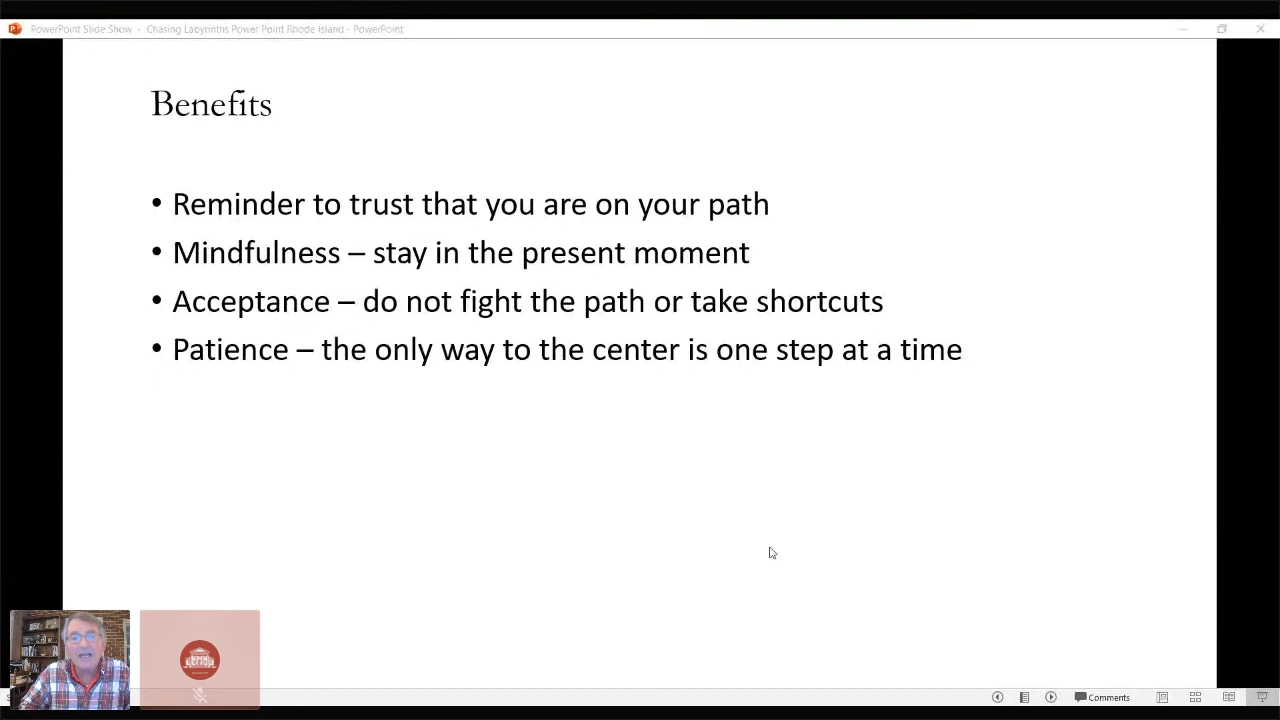 PowerPoint Slide Show - Chasing Labyrinths Power Point Rhode Island - PowerPoint
Benefits
• Reminder to trust that you are on your path
• Mindfulness – stay in the present moment
• Acceptance – do not fight the path or take shortcuts
• Patience – the only way to the center is one step at a time
Comments